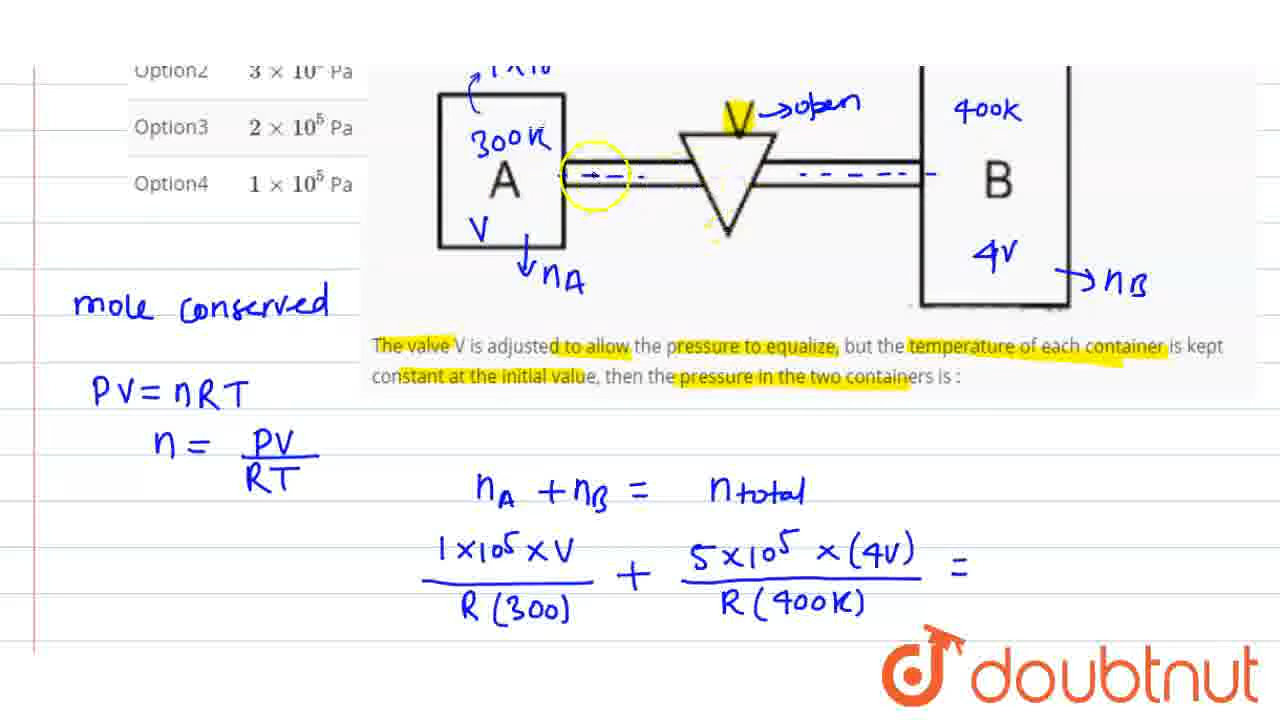 Option2 3 × 10⁵ Pa
Option3 2 × 10⁵ Pa
Option4 1 × 10⁵ Pa
1×10
300K
A
V
nA
V → open
400K
B
4V
nB
The valve V is adjusted to allow the pressure to equalize, but the temperature of each container is kept
constant at the initial value, then the pressure in the two containers is :
mole conserved
PV = nRT
n = PV / RT
nA + nB = ntotal
1×10⁵ × V / R(300) + 5×10⁵ × (4V) / R(400K) =
doubtnut